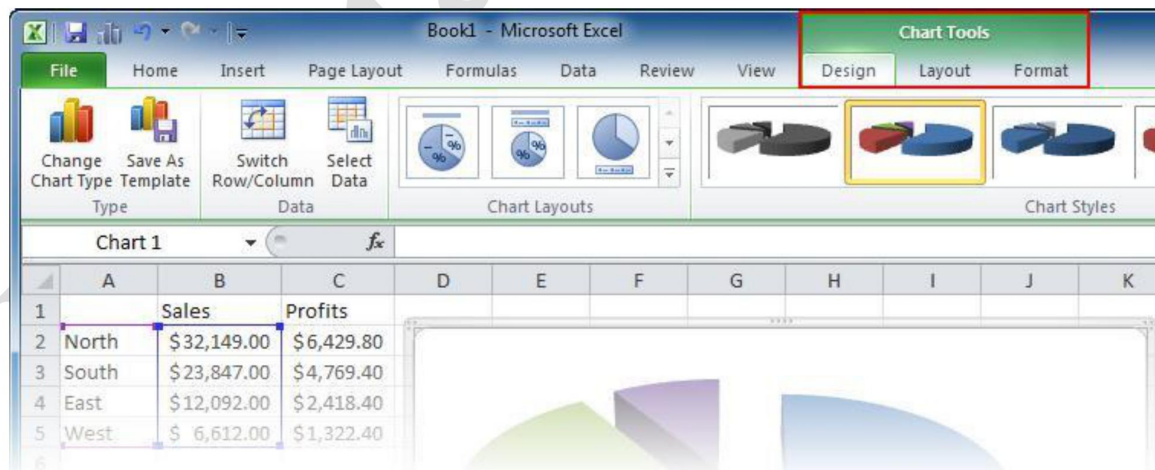 Book1 - Microsoft Excel
Chart Tools
File Home Insert Page Layout Formulas Data Review View Design Layout Format
Change Chart Type
Save As Template
Switch Row/Column
Select Data
% %
% %
Type Data Chart Layouts Chart Styles
Chart 1 fx
A B C D E F G H I J K
1 Sales Profits
2 North $32,149.00 $6,429.80
3 South $23,847.00 $4,769.40
4 East $12,092.00 $2,418.40
5 West $ 6,612.00 $1,322.40
6